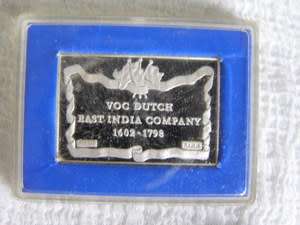 VOC DUTCH
EAST INDIA COMPANY
1602-1798